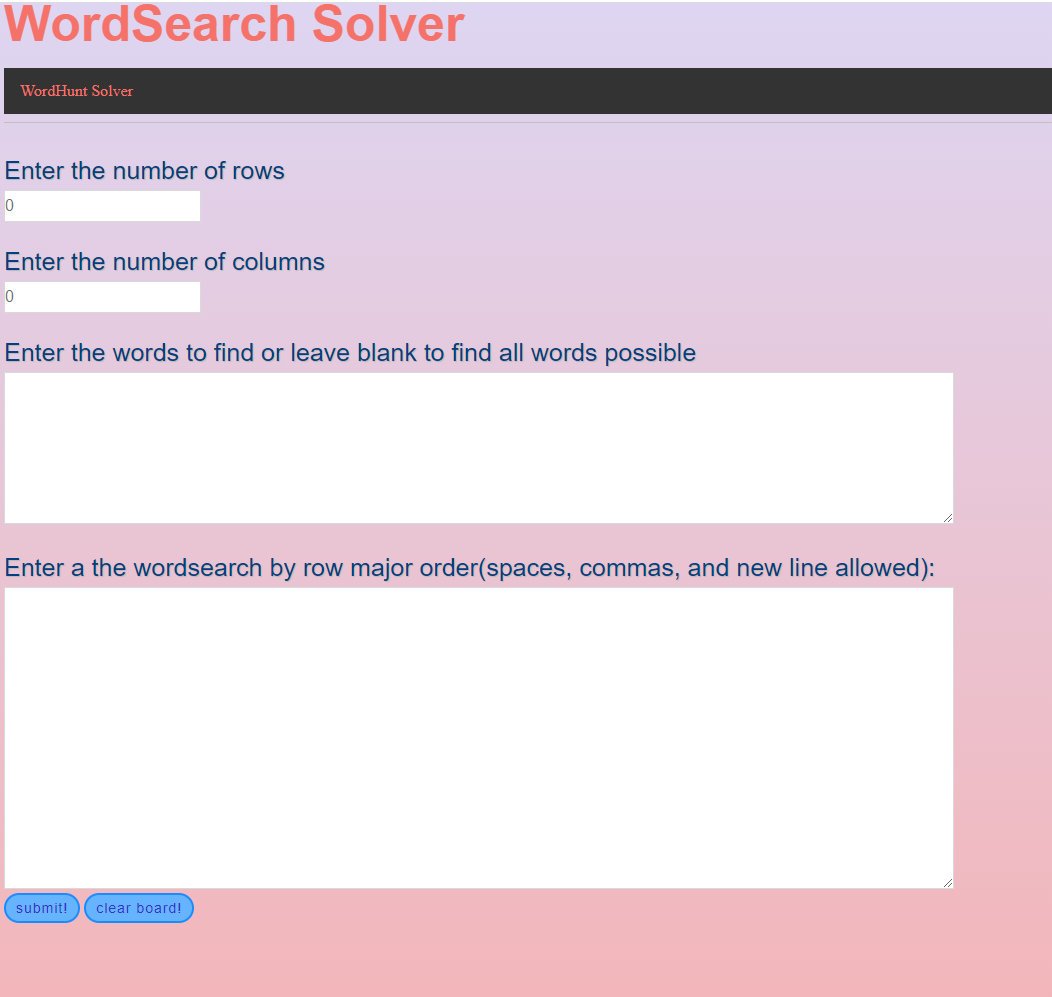 WordSearch Solver
WordHunt Solver
Enter the number of rows
0
Enter the number of columns
0
Enter the words to find or leave blank to find all words possible
Enter a the wordsearch by row major order(spaces, commas, and new line allowed):
submit! clear board!